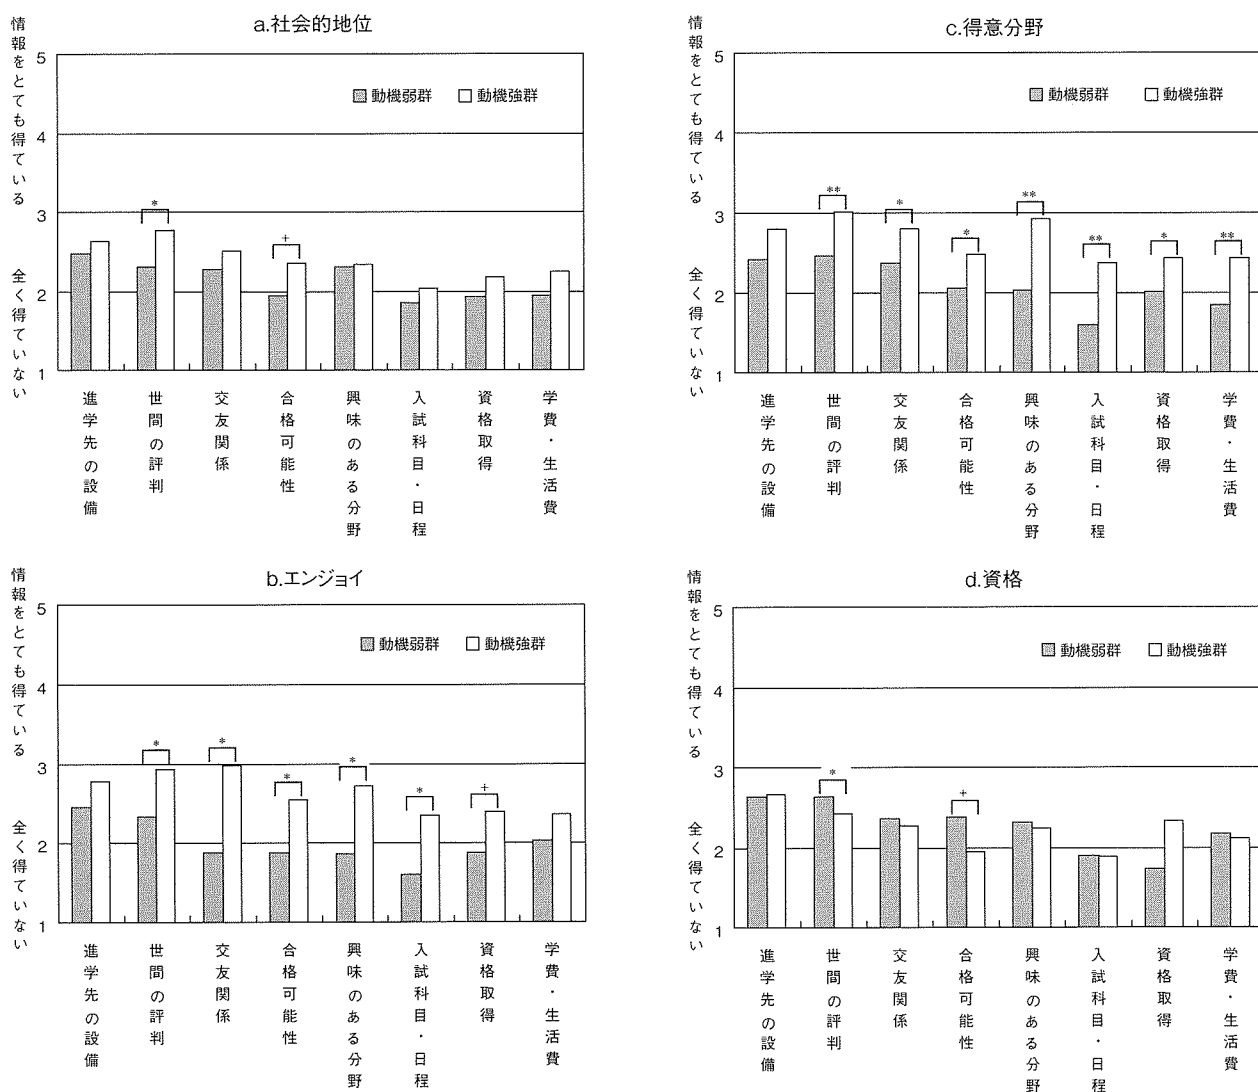 a.社会的地位
情報をとても得ている 全く得ていない
5
4
3
2
1
動機弱群 動機強群
*
+
進学先の設備
世間の評判
交友関係
合格可能性
興味のある分野
入試科目・日程
資格取得
学費・生活費
c.得意分野
情報をとても得ている 全く得ていない
5
4
3
2
1
動機弱群 動機強群
**
*
*
**
**
*
**
進学先の設備
世間の評判
交友関係
合格可能性
興味のある分野
入試科目・日程
資格取得
学費・生活費
b.エンジョイ
情報をとても得ている 全く得ていない
5
4
3
2
1
動機弱群 動機強群
*
*
*
*
*
+
進学先の設備
世間の評判
交友関係
合格可能性
興味のある分野
入試科目・日程
資格取得
学費・生活費
d.資格
情報をとても得ている 全く得ていない
5
4
3
2
1
動機弱群 動機強群
*
+
進学先の設備
世間の評判
交友関係
合格可能性
興味のある分野
入試科目・日程
資格取得
学費・生活費